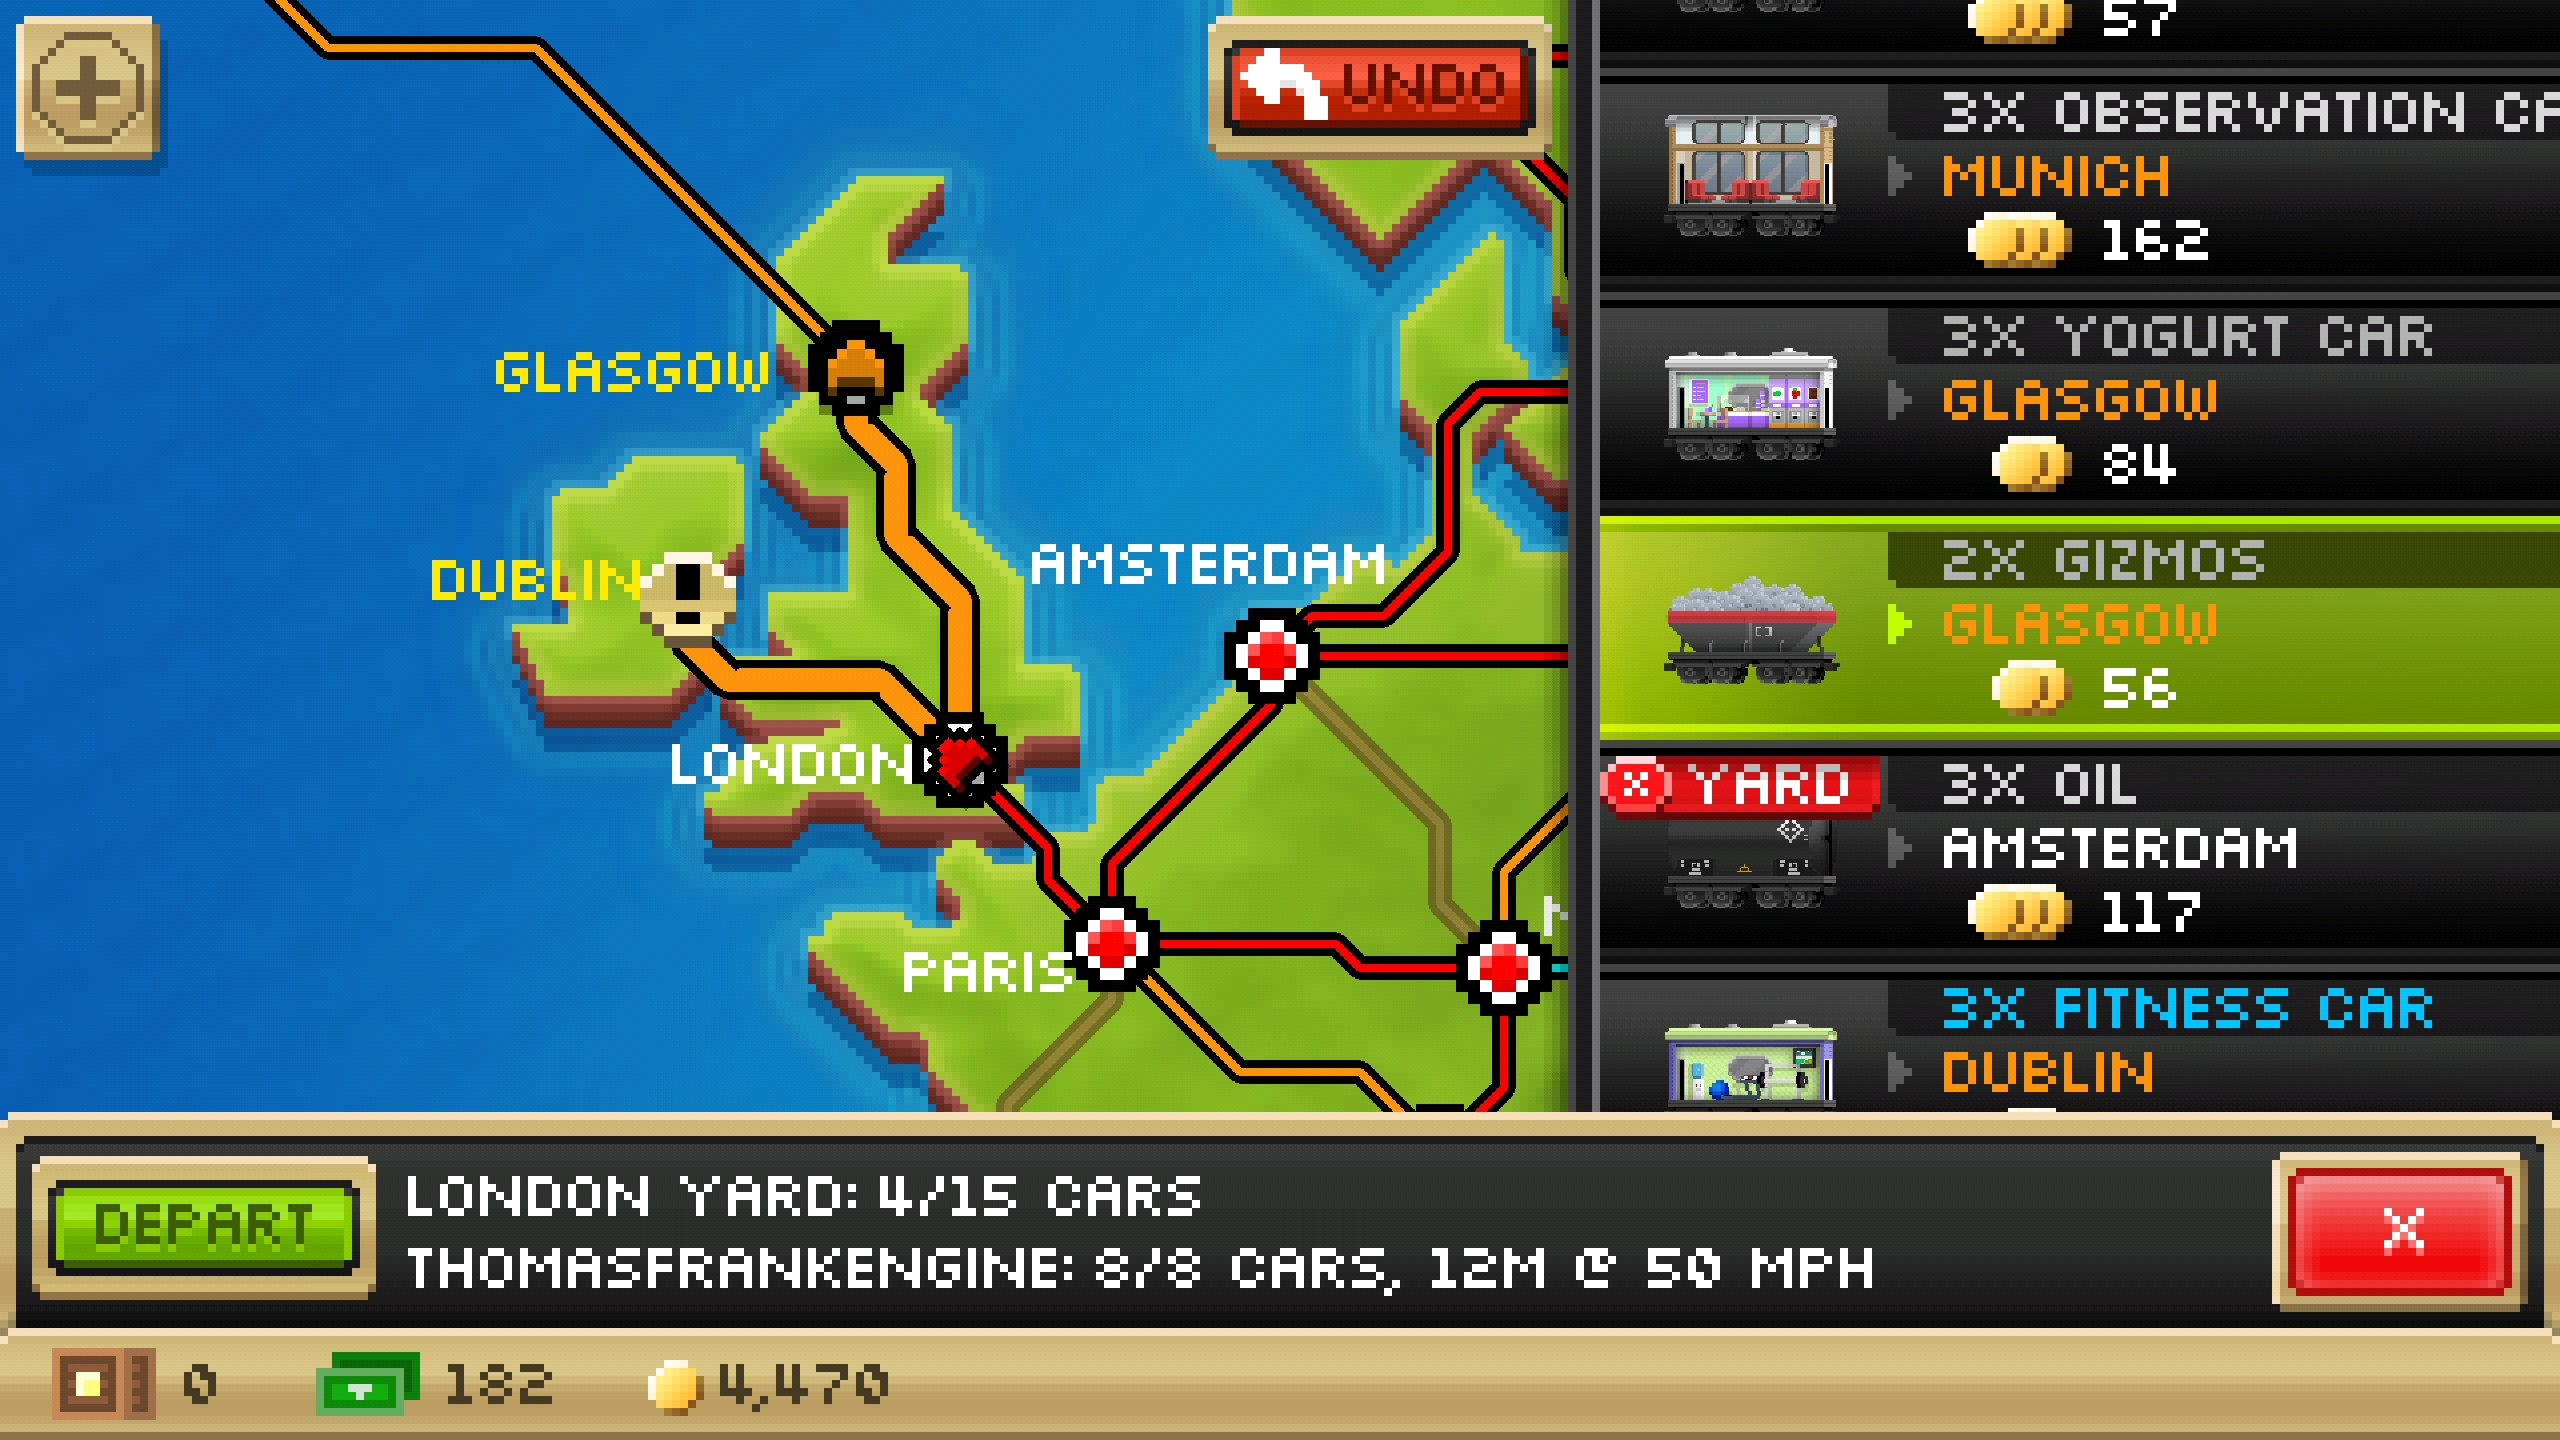 UNDO
GLASGOW
DUBLIN
AMSTERDAM
LONDON
PARIS
57
3X OBSERVATION CA
MUNICH
162
3X YOGURT CAR
GLASGOW
84
2X GIZMOS
GLASGOW
56
X YARD
3X OIL
AMSTERDAM
117
3X FITNESS CAR
DUBLIN
DEPART
LONDON YARD: 4/15 CARS
THOMASFRANKENGINE: 8/8 CARS, 12M @ 50 MPH
X
0 182 4,470